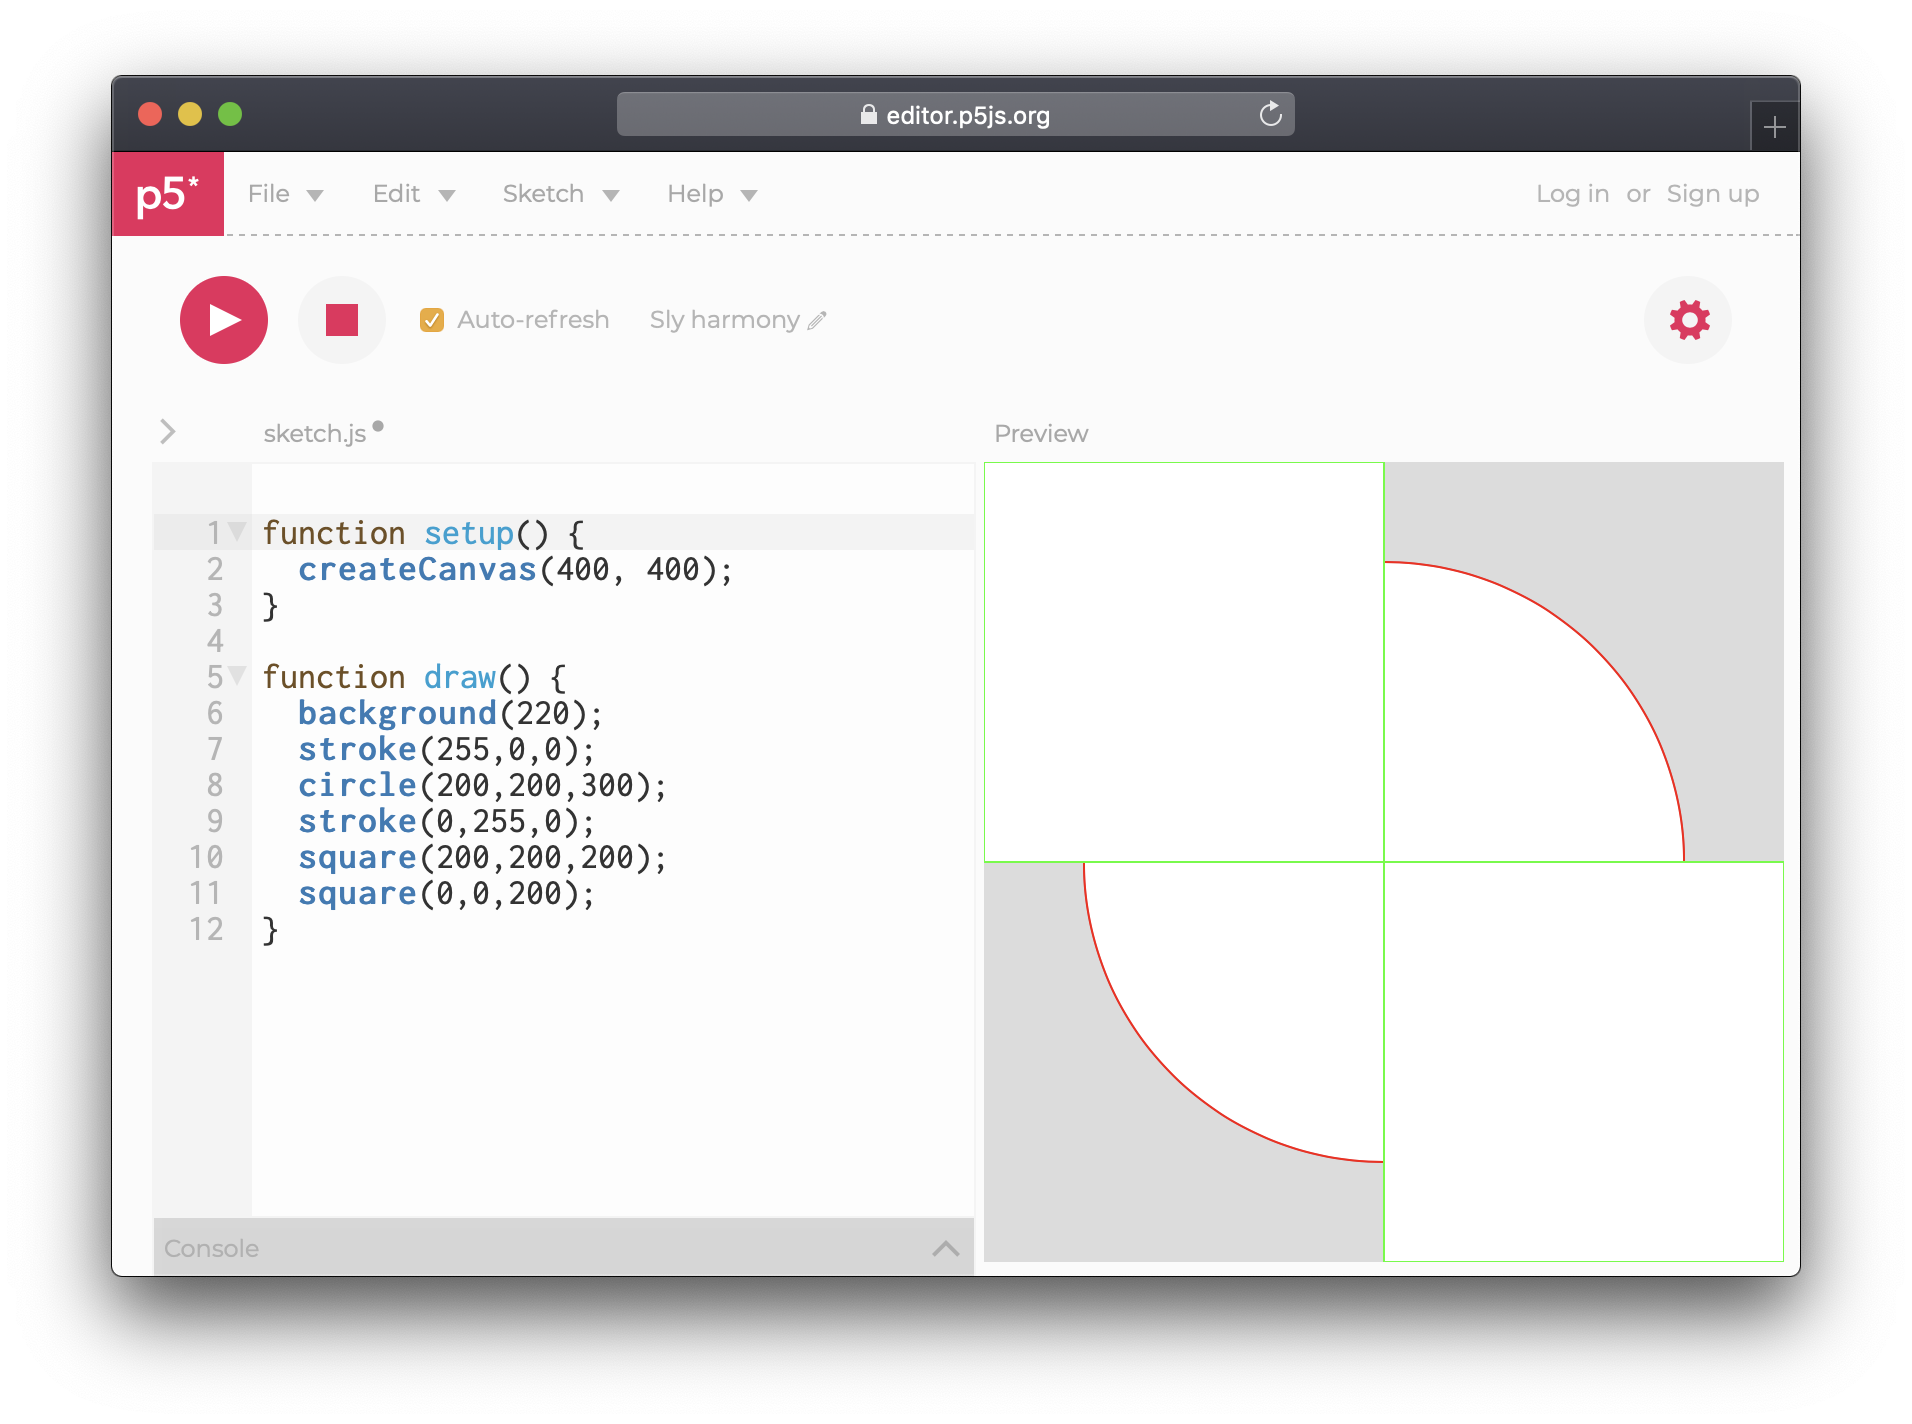 editor.p5js.org
p5* File Edit Sketch Help Log in or Sign up
Auto-refresh Sly harmony
sketch.js Preview
1 function setup() {
2   createCanvas(400, 400);
3 }
4
5 function draw() {
6   background(220);
7   stroke(255,0,0);
8   circle(200,200,300);
9   stroke(0,255,0);
10   square(200,200,200);
11   square(0,0,200);
12 }
Console